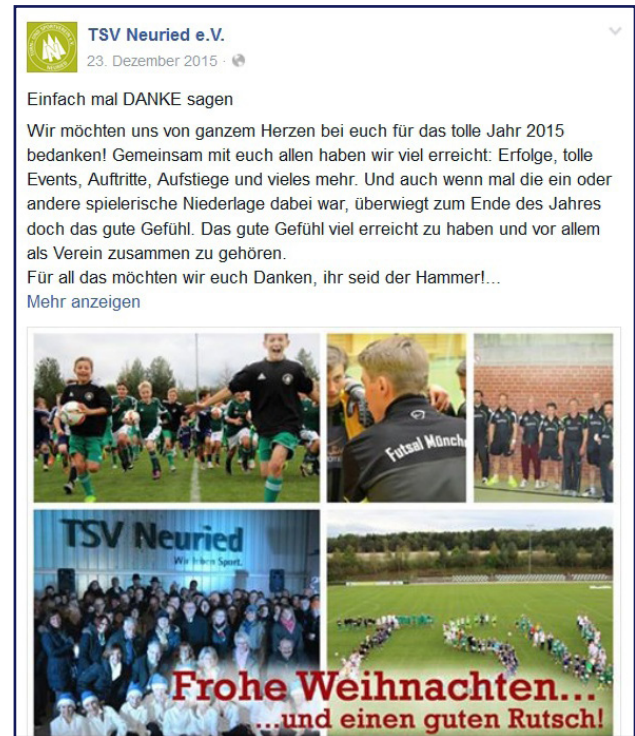 TSV Neuried e.V.
23. Dezember 2015 ·
Einfach mal DANKE sagen
Wir möchten uns von ganzem Herzen bei euch für das tolle Jahr 2015
bedanken! Gemeinsam mit euch allen haben wir viel erreicht: Erfolge, tolle
Events, Auftritte, Aufstiege und vieles mehr. Und auch wenn mal die ein oder
andere spielerische Niederlage dabei war, überwiegt zum Ende des Jahres
doch das gute Gefühl. Das gute Gefühl viel erreicht zu haben und vor allem
als Verein zusammen zu gehören.
Für all das möchten wir euch Danken, ihr seid der Hammer!...
Mehr anzeigen
Futsal Münch
TSV Neuried
Wir leben Sport.
Frohe Weihnachten...
...und einen guten Rutsch!